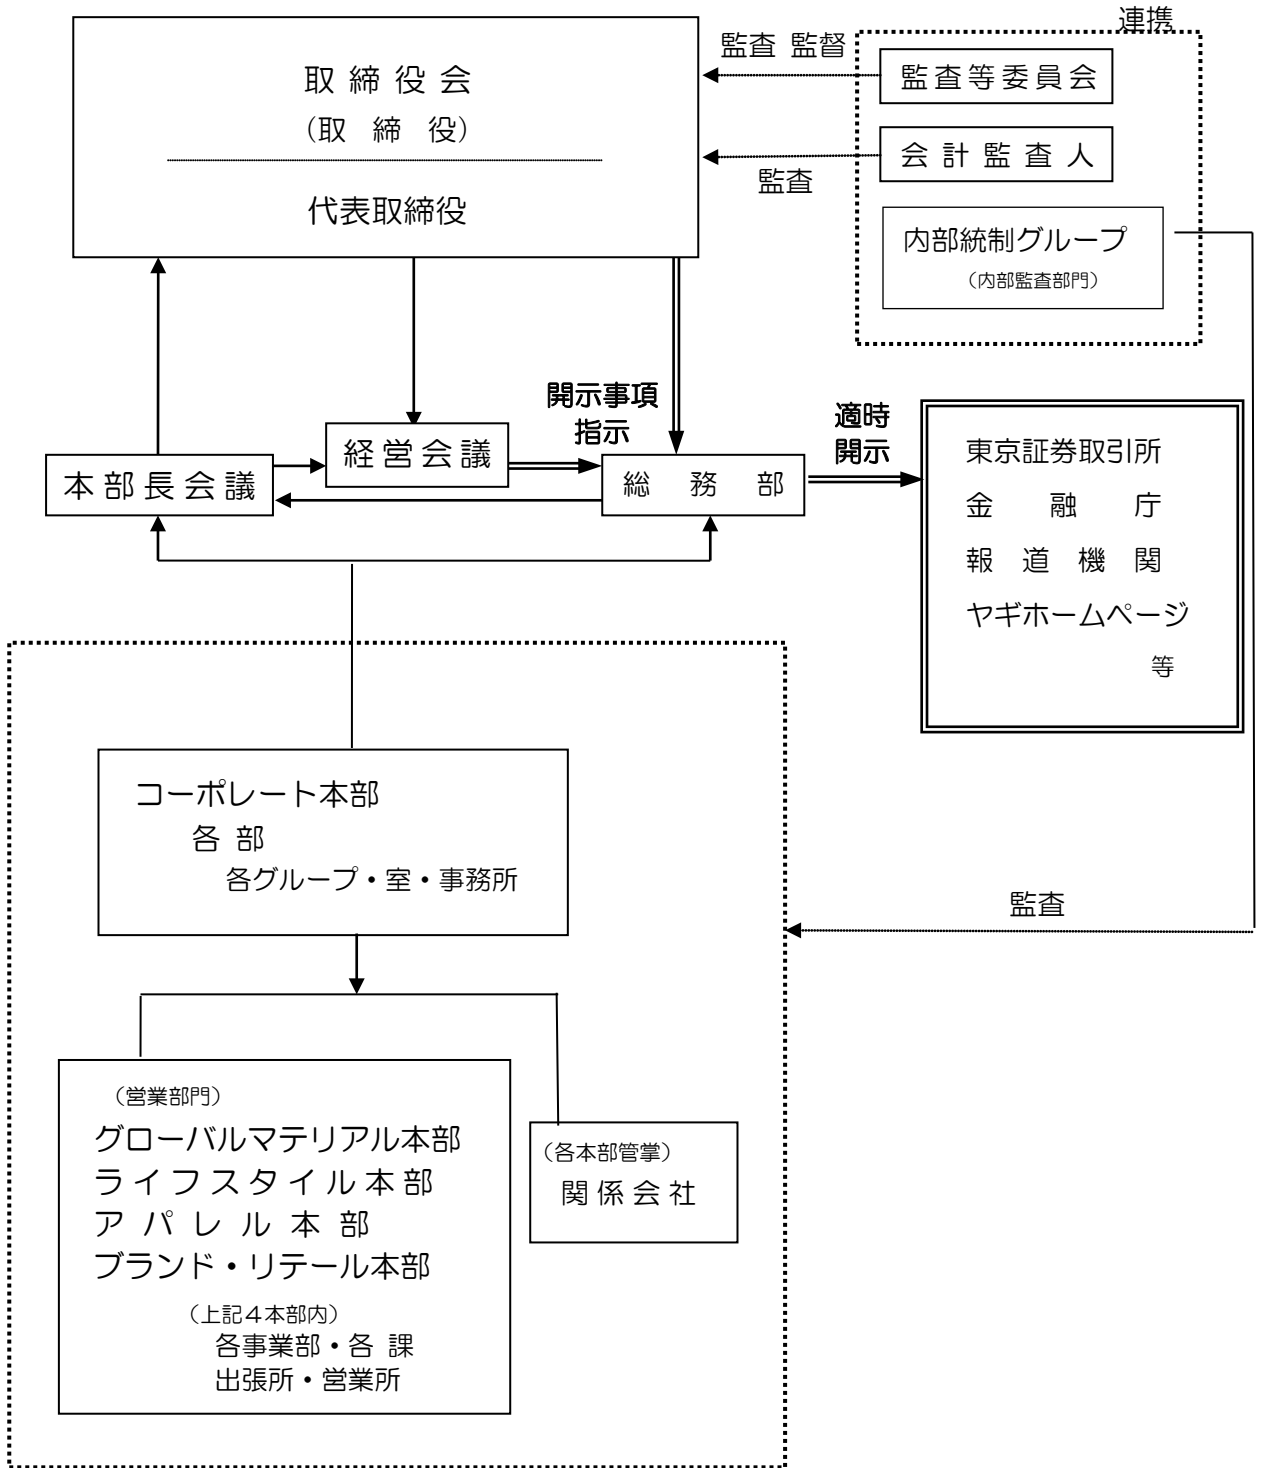 連携
取締役会
(取 締 役)
代表取締役
監査 監督
監査等委員会
会計監査人
監査
内部統制グループ
（内部監査部門）
開示事項
指示
適時
開示
本部長会議
経営会議
総 務 部
東京証券取引所
金 融 庁
報 道 機 関
ヤギホームページ
等
コーポレート本部
各 部
各グループ・室・事務所
監査
（営業部門）
グローバルマテリアル本部
ライフスタイル本部
アパレル本部
ブランド・リテール本部
（上記４本部内）
各事業部・各 課
出張所・営業所
（各本部管掌）
関係会社